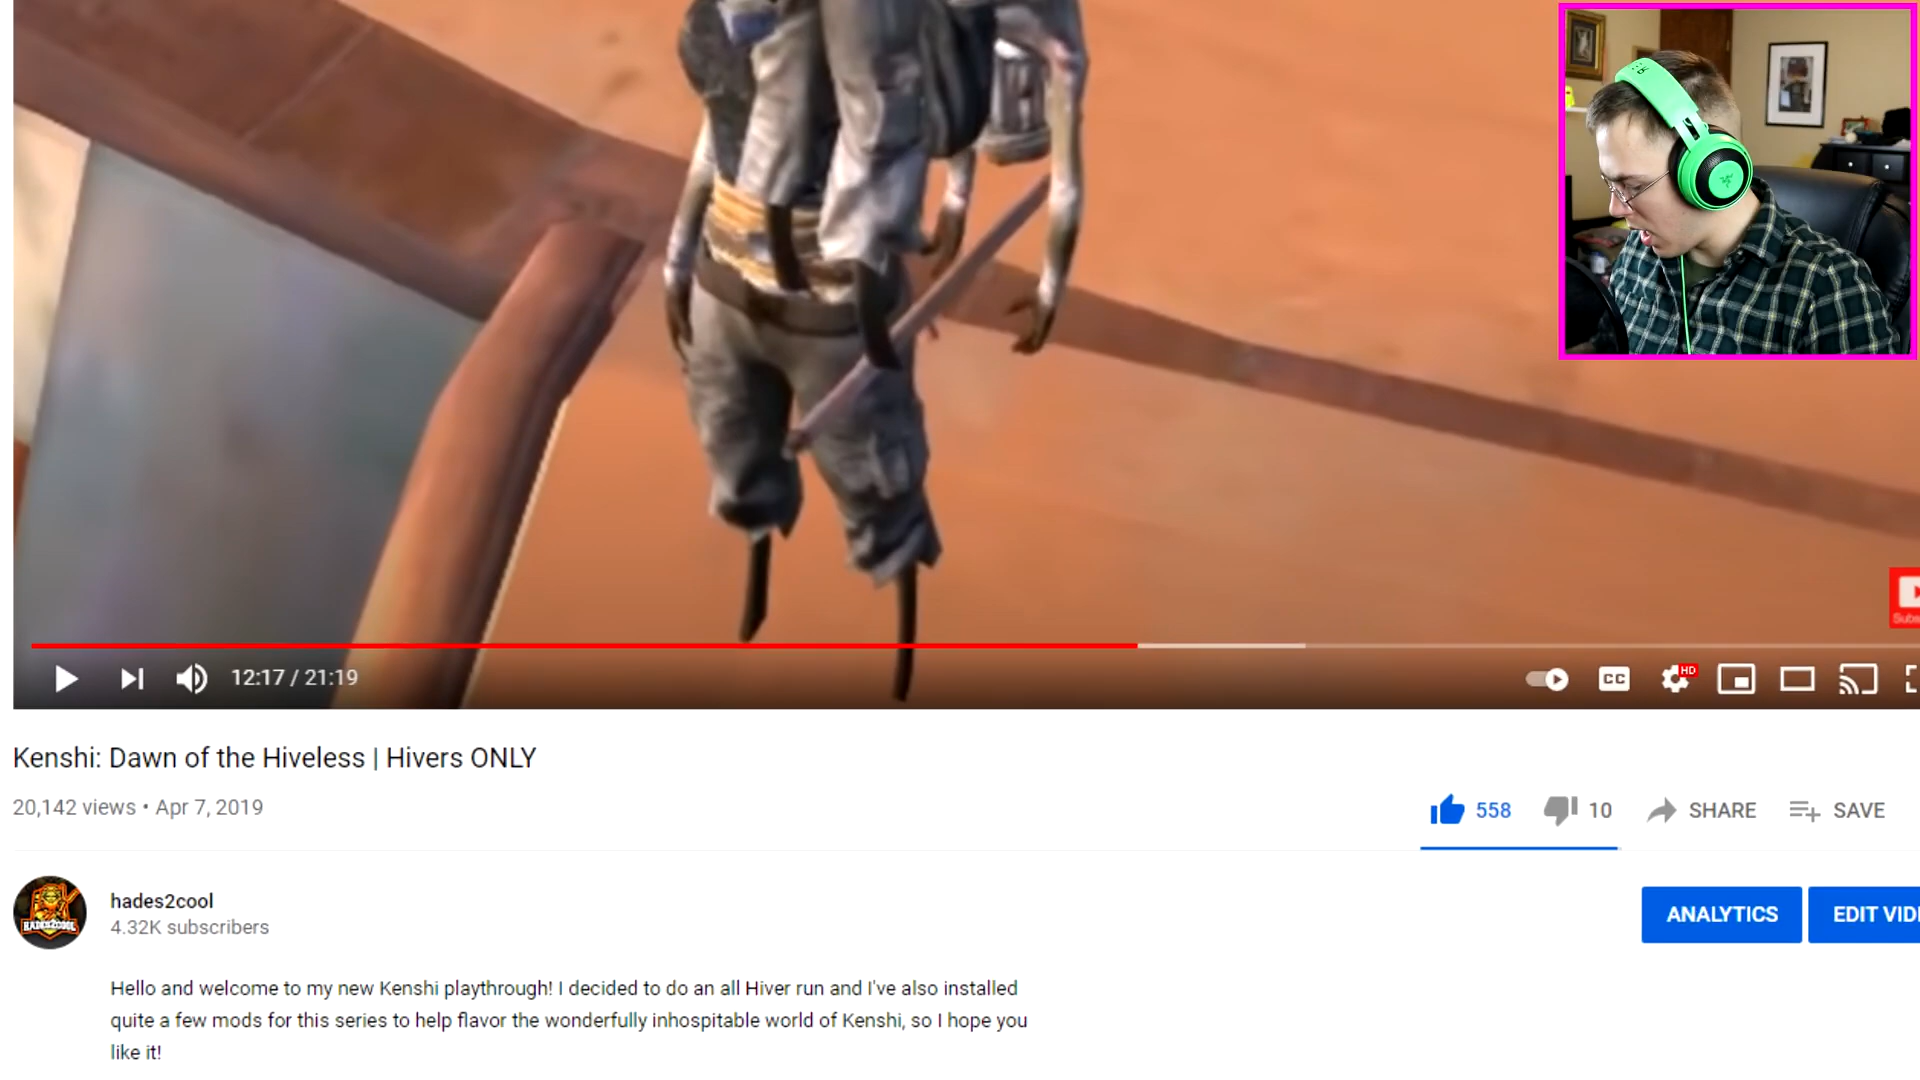 HD
CC
12:17 / 21:19
Kenshi: Dawn of the Hiveless | Hivers ONLY
20,142 views • Apr 7, 2019
558
10
SHARE
SAVE
HADES2COOL
hades2cool
4.32K subscribers
ANALYTICS
EDIT
Hello and welcome to my new Kenshi playthrough! I decided to do an all Hiver run and I've also installed
quite a few mods for this series to help flavor the wonderfully inhospitable world of Kenshi, so I hope you
like it!